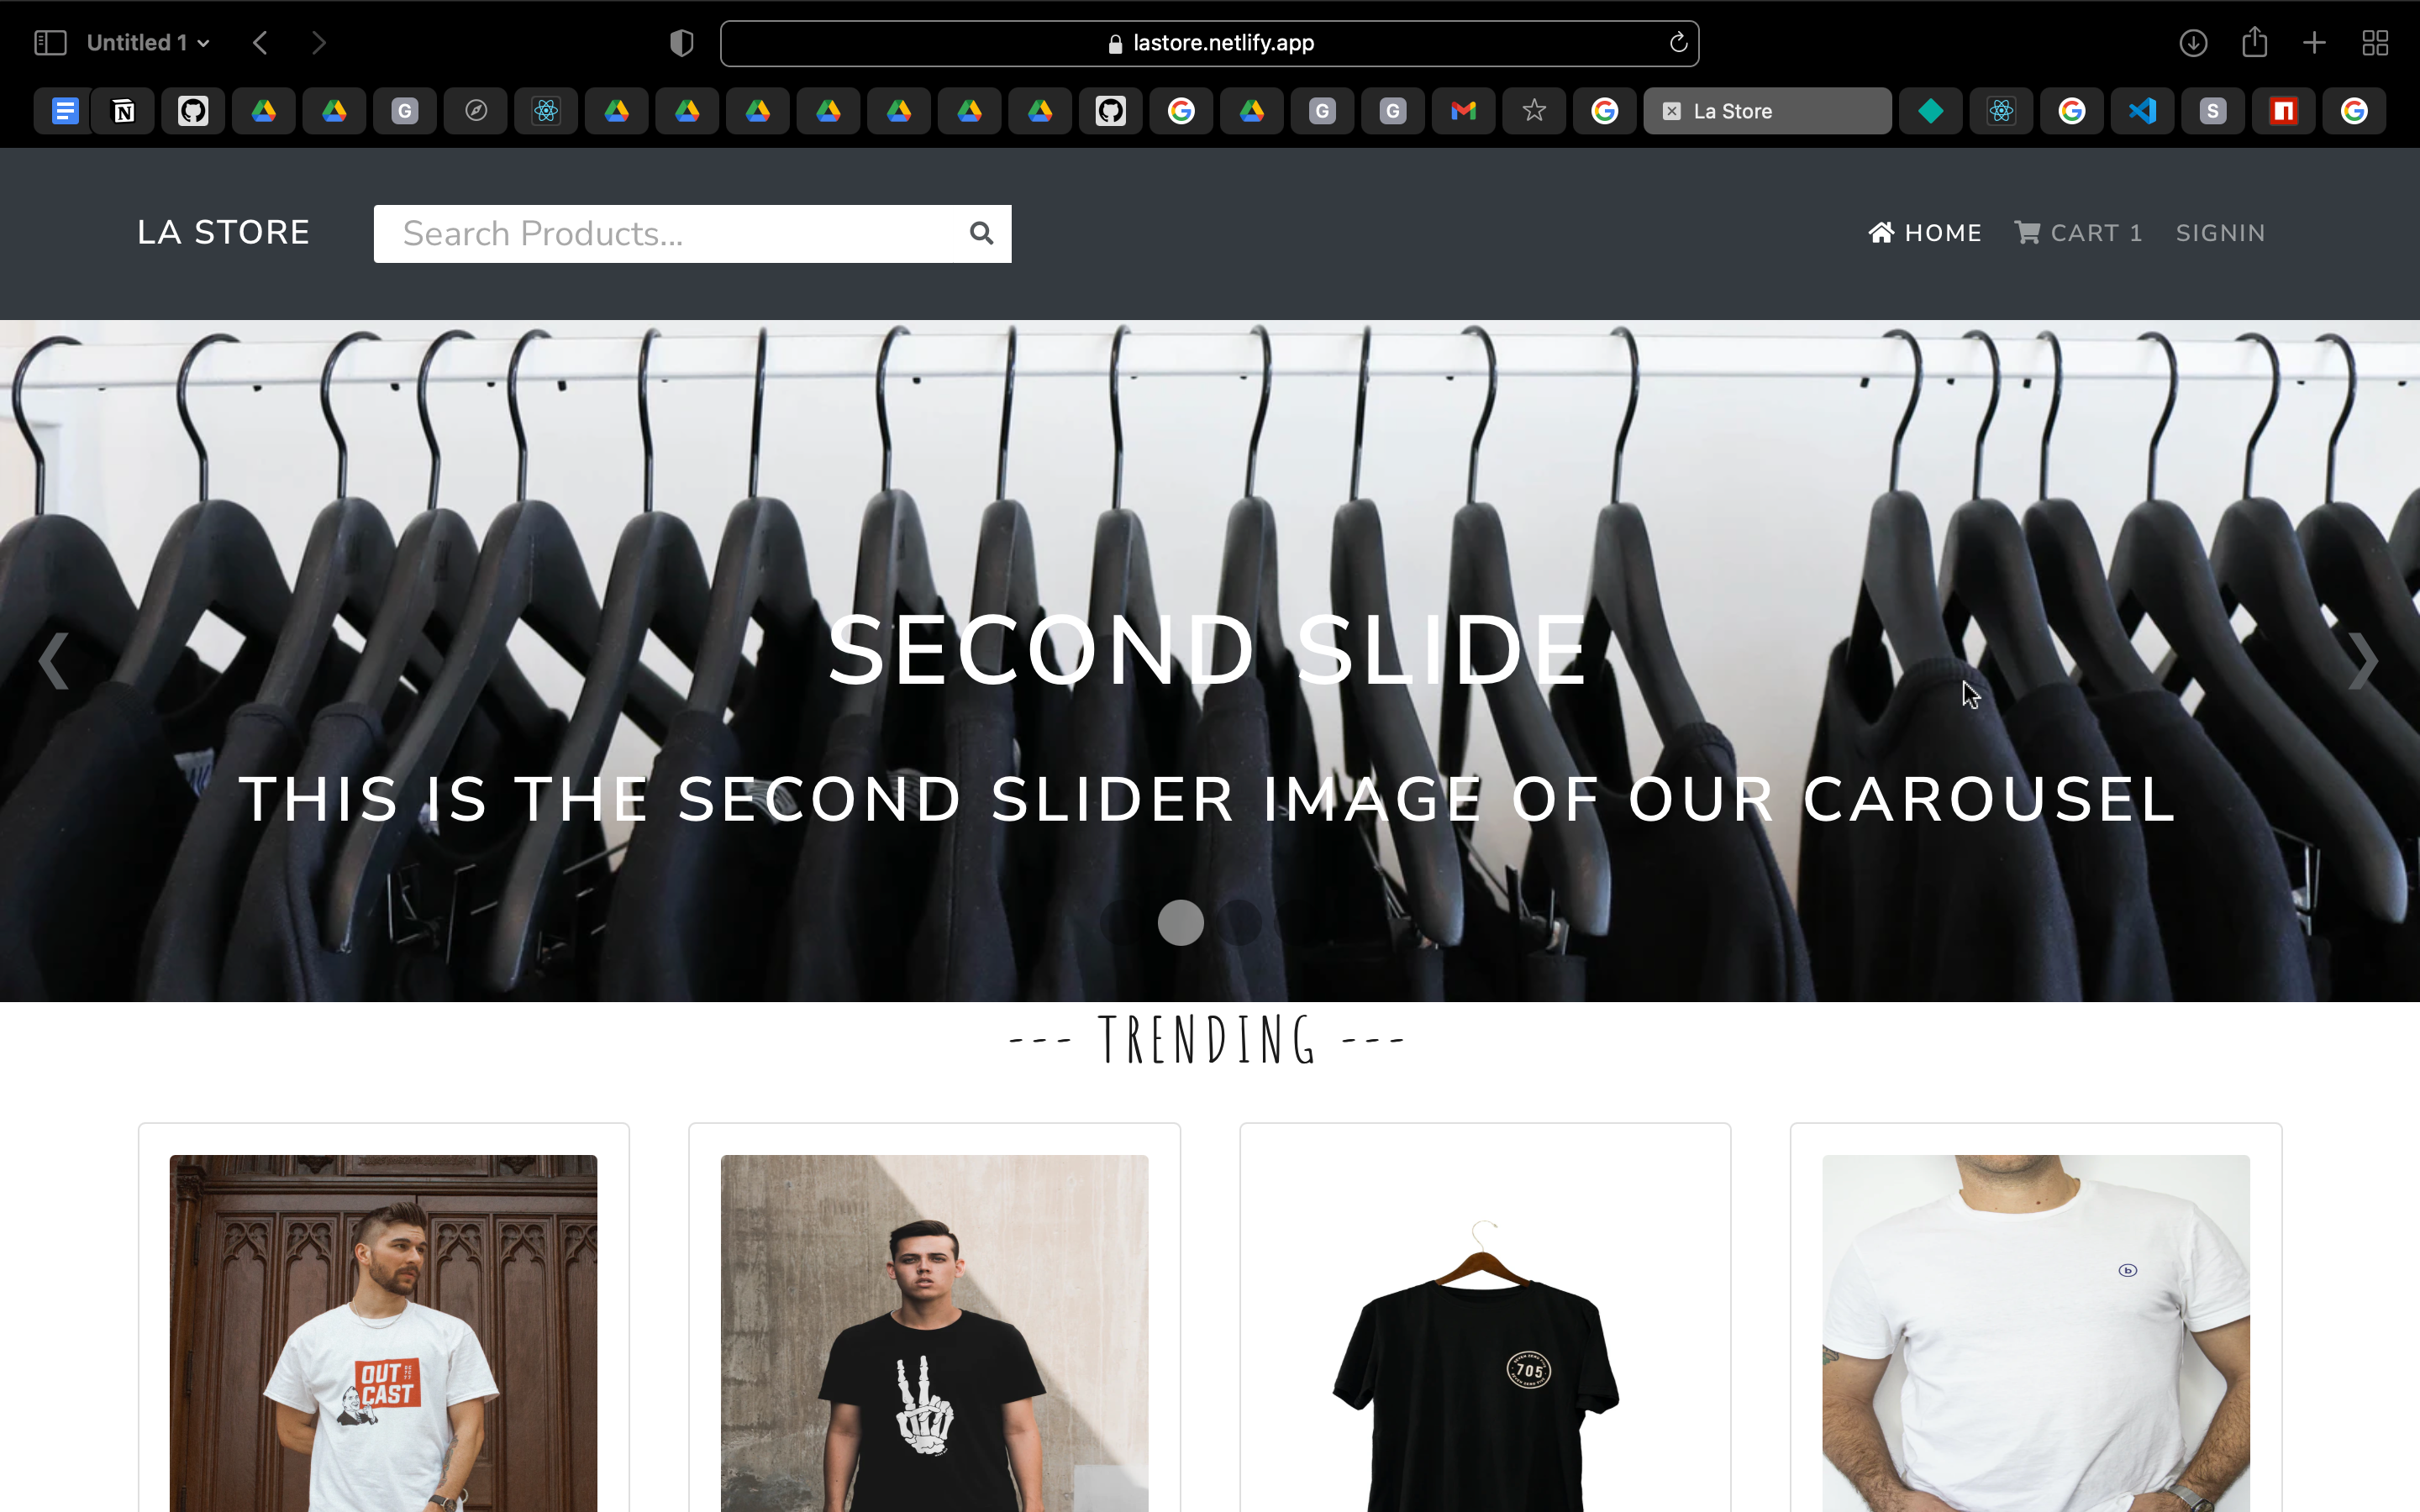 Untitled 1
lastore.netlify.app
G
G
G
La Store
S
LA STORE
Search Products...
HOME
CART 1
SIGNIN
SECOND SLIDE
THIS IS THE SECOND SLIDER IMAGE OF OUR CAROUSEL
--- TRENDING ---
OUT
CAST
705
b